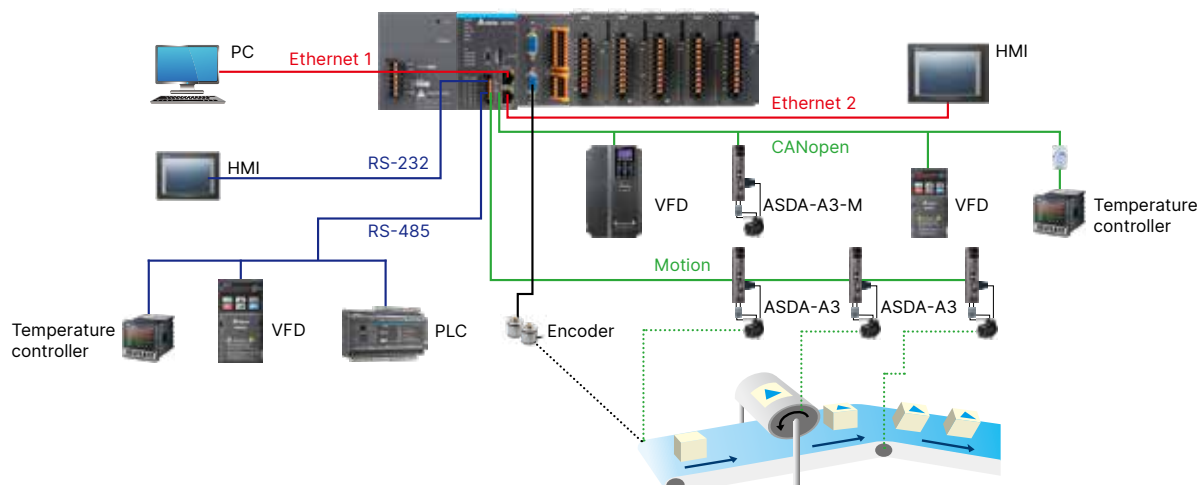 PC
Ethernet 1
HMI
Ethernet 2
CANopen
HMI
RS-232
VFD
ASDA-A3-M
VFD
Temperature
controller
RS-485
Motion
Temperature
controller
VFD
PLC
Encoder
ASDA-A3
ASDA-A3